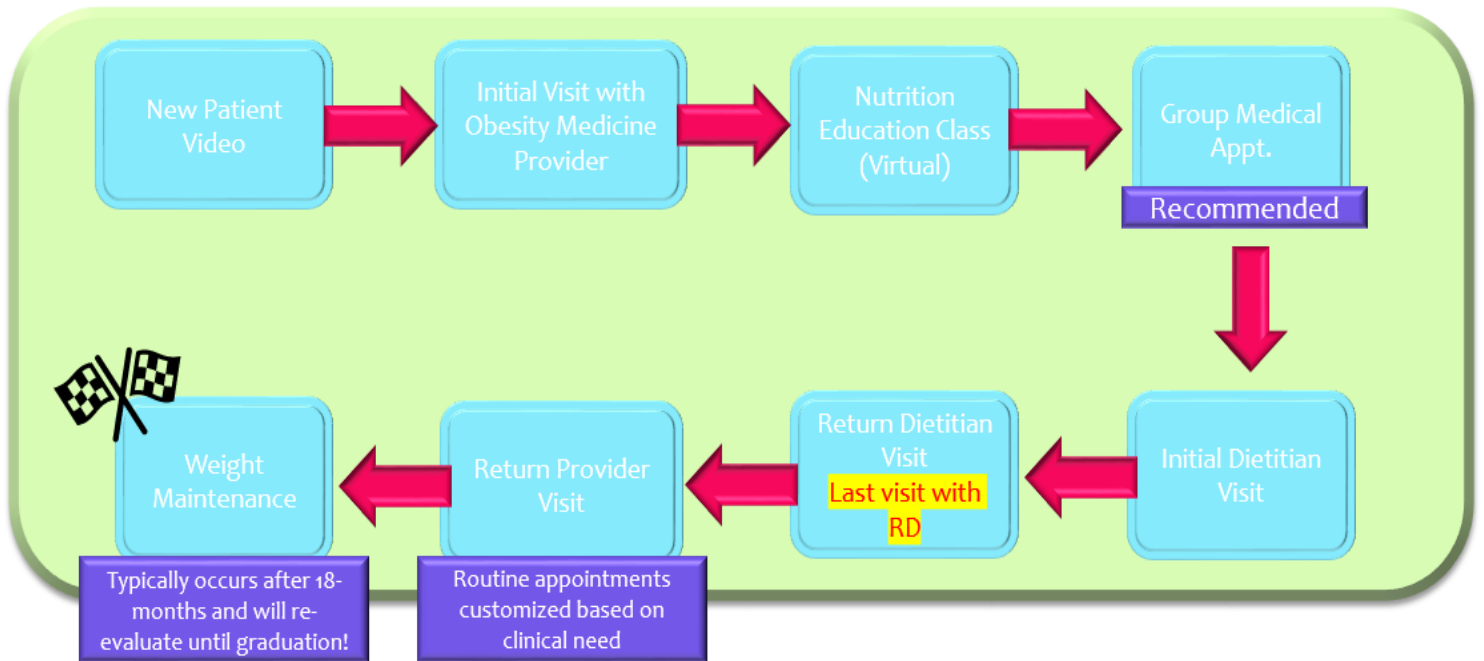 New Patient
Video
Initial Visit with
Obesity Medicine
Provider
Nutrition
Education Class
(Virtual)
Group Medical
Appt.
Recommended
Initial Dietitian
Visit
Return Dietitian
Visit
Last visit with
RD
Return Provider
Visit
Routine appointments
customized based on
clinical need
Weight
Maintenance
Typically occurs after 18-
months and will re-
evaluate until graduation!